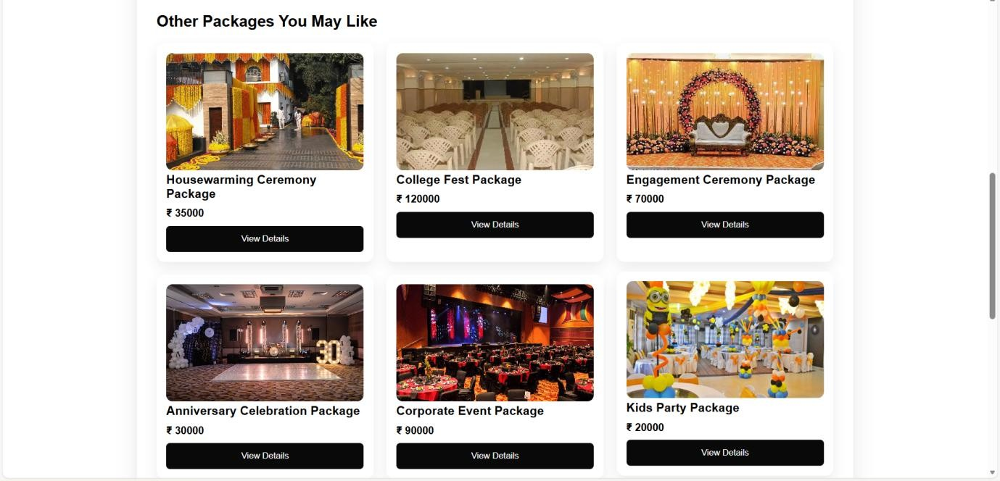 Other Packages You May Like
Housewarming Ceremony
Package
₹ 35000
View Details
College Fest Package
₹ 120000
View Details
Engagement Ceremony Package
₹ 70000
View Details
30
Anniversary Celebration Package
₹ 30000
View Details
Corporate Event Package
₹ 90000
View Details
Kids Party Package
₹ 20000
View Details